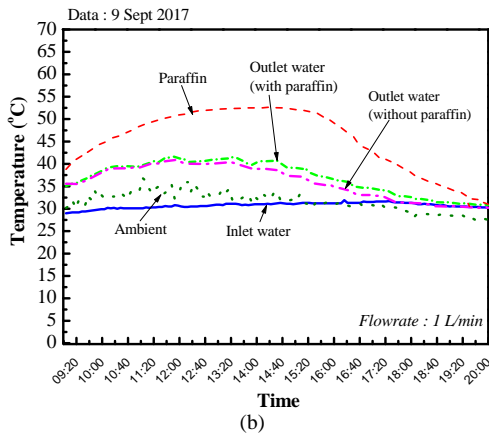 Data : 9 Sept 2017
70
65
60
55
50
45
40
35
30
25
20
15
10
5
0
Temperature (°C)
Paraffin
Outlet water
(with paraffin)
Outlet water
(without paraffin)
Ambient
Inlet water
Flowrate : 1 L/min
09:20
10:00
10:40
11:20
12:00
12:40
13:20
14:00
14:40
15:20
16:00
16:40
17:20
18:00
18:40
19:20
20:00
Time
(b)